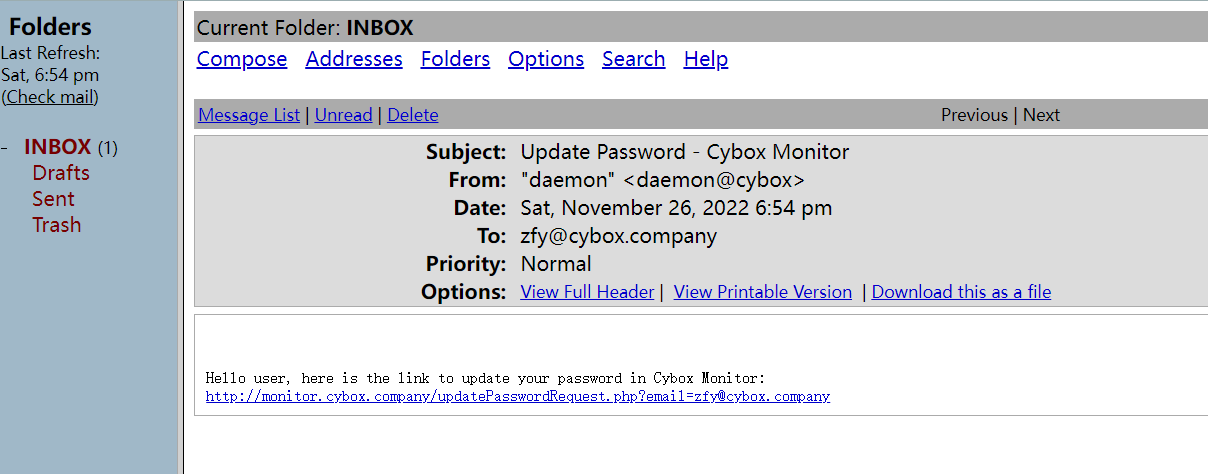 Folders
Last Refresh:
Sat, 6:54 pm
(Check mail)
- INBOX (1)
Drafts
Sent
Trash
Current Folder: INBOX
Compose Addresses Folders Options Search Help
Message List | Unread | Delete Previous | Next
Subject: Update Password - Cybox Monitor
From: "daemon" <daemon@cybox>
Date: Sat, November 26, 2022 6:54 pm
To: zfy@cybox.company
Priority: Normal
Options: View Full Header | View Printable Version | Download this as a file
Hello user, here is the link to update your password in Cybox Monitor:
http://monitor.cybox.company/updatePasswordRequest.php?email=zfy@cybox.company